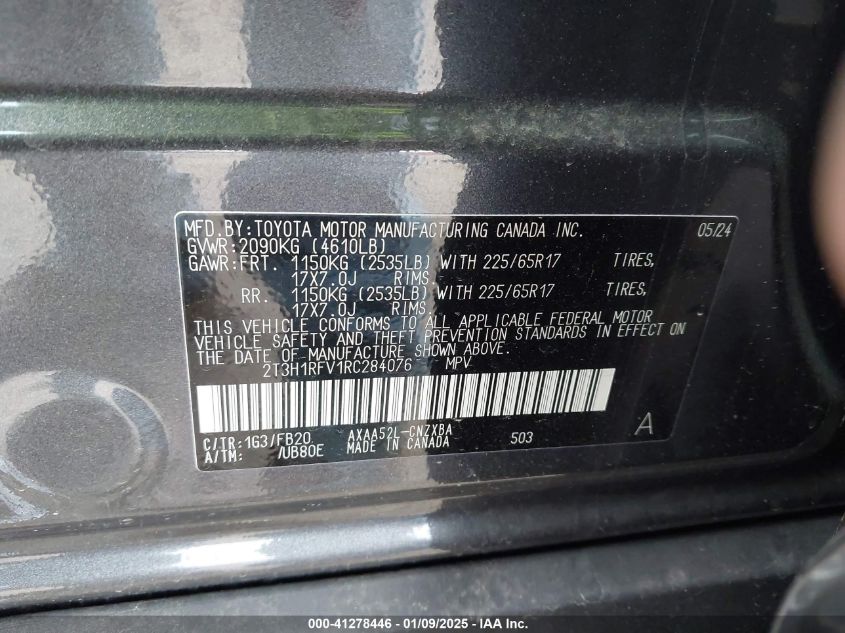 MFD.BY:TOYOTA MOTOR MANUFACTURING CANADA INC. 05/24
GVWR:2090KG (4610LB)
GAWR:FRT. 1150KG (2535LB) WITH 225/65R17 TIRES,
17X7.0J RIMS.
RR. 1150KG (2535LB) WITH 225/65R17 TIRES,
17X7.0J RIMS.
THIS VEHICLE CONFORMS TO ALL APPLICABLE FEDERAL MOTOR
VEHICLE SAFETY AND THEFT PREVENTION STANDARDS IN EFFECT ON
THE DATE OF MANUFACTURE SHOWN ABOVE.
2T3H1RFV1RC284076 MPV
C/TR:1G3/FB20 AXAA52L-CNZXBA
A/TM: /UB80E MADE IN CANADA 503 A
000-41278446 - 01/09/2025 - IAA, Inc.